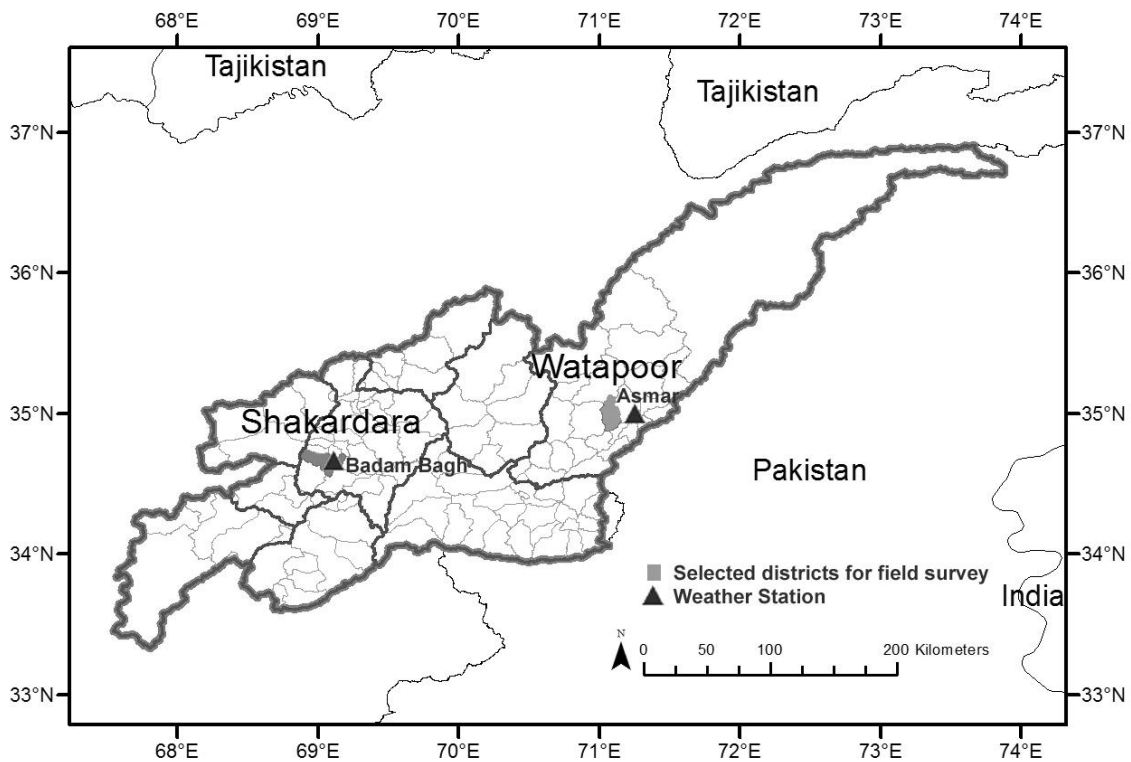 68°E 69°E 70°E 71°E 72°E 73°E 74°E
Tajikistan
Tajikistan
37°N 37°N
36°N 36°N
Watapoor
Asmar
35°N 35°N
Shakardara
Badam Bagh
Pakistan
34°N 34°N
Selected districts for field survey
Weather Station
India
N
0 50 100 200 Kilometers
33°N 33°N
68°E 69°E 70°E 71°E 72°E 73°E 74°E